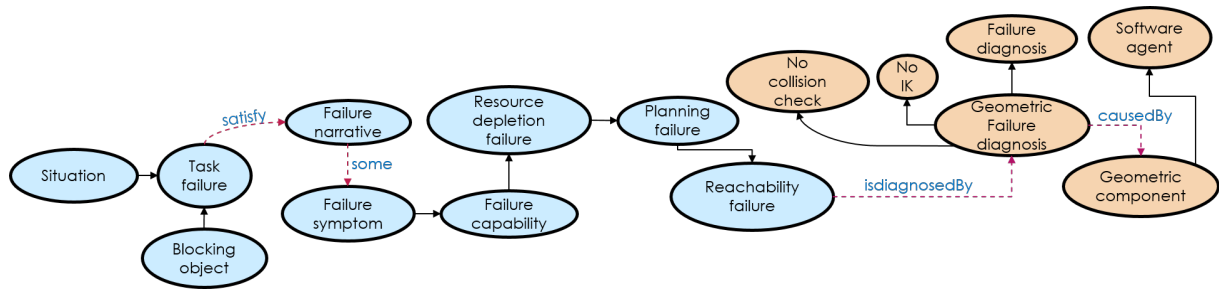 Situation
Task
failure
Blocking
object
satisfy
Failure
narrative
some
Failure
symptom
Failure
capability
Resource
depletion
failure
Planning
failure
Reachability
failure
isdiagnosedBy
No
collision
check
No
IK
Failure
diagnosis
Geometric
Failure
diagnosis
causedBy
Software
agent
Geometric
component